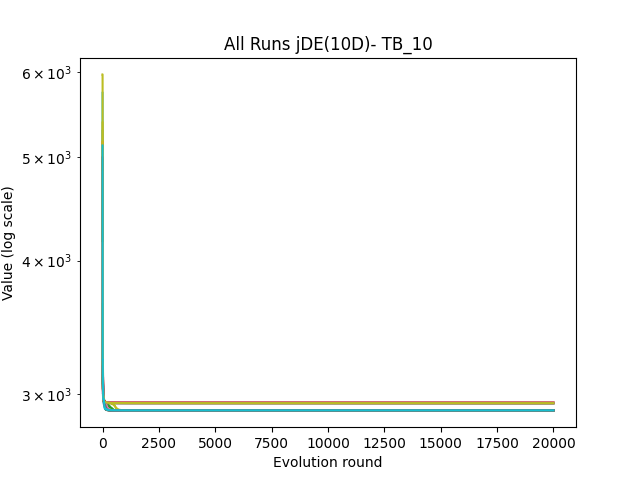 All Runs jDE(10D)- TB_10
Value (log scale)
6 × 10³
5 × 10³
4 × 10³
3 × 10³
0 2500 5000 7500 10000 12500 15000 17500 20000
Evolution round